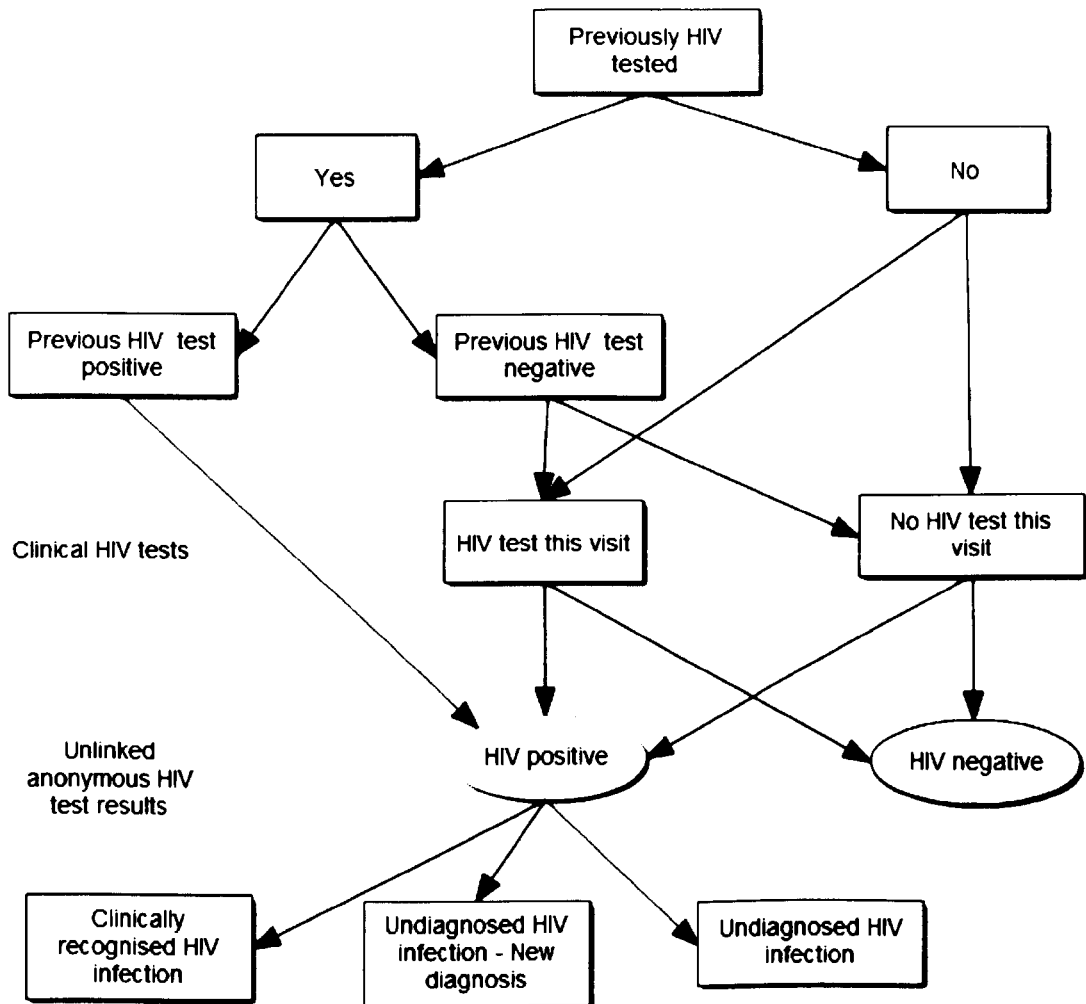 Previously HIV
tested
Yes
No
Previous HIV test
positive
Previous HIV test
negative
Clinical HIV tests
HIV test this visit
No HIV test this
visit
Unlinked
anonymous HIV
test results
HIV positive
HIV negative
Clinically
recognised HIV
infection
Undiagnosed HIV
infection - New
diagnosis
Undiagnosed HIV
infection